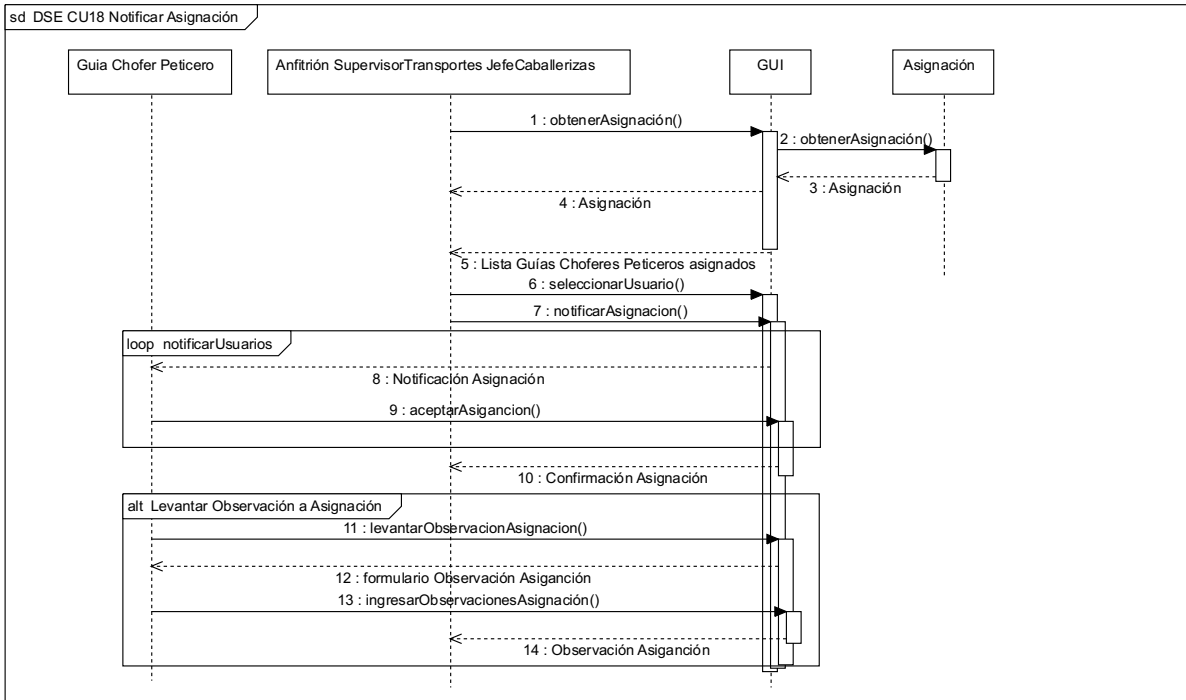 sd DSE CU18 Notificar Asignación
Guia Chofer Peticero
Anfitrión SupervisorTransportes JefeCaballerizas
GUI
Asignación
1 : obtenerAsignación()
2 : obtenerAsignación()
3 : Asignación
4 : Asignación
5 : Lista Guías Choferes Peticeros asignados
6 : seleccionarUsuario()
7 : notificarAsignacion()
loop notificarUsuarios
8 : Notificación Asignación
9 : aceptarAsigancion()
10 : Confirmación Asignación
alt Levantar Observación a Asignación
11 : levantarObservacionAsignacion()
12 : formulario Observación Asigancíón
13 : ingresarObservacionesAsignación()
14 : Observación Asigancíón